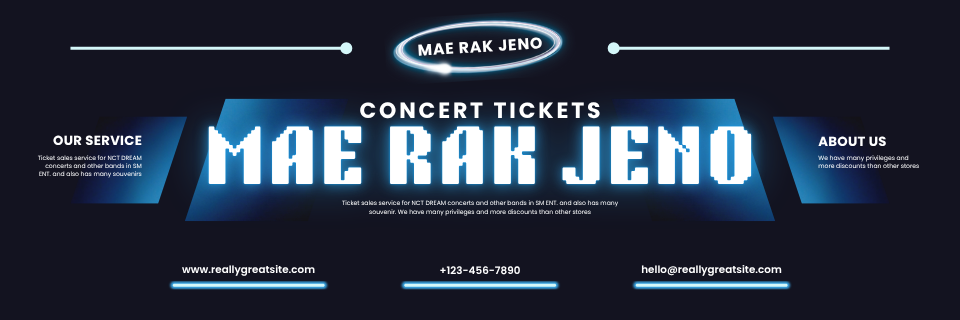 MAE RAK JENO
CONCERT TICKETS
MAE RAK JENO
Ticket sales service for NCT DREAM concerts and other bands in SM ENT. and also has many
souvenir. We have many privileges and more discounts than other stores
OUR SERVICE
Ticket sales service for NCT DREAM
concerts and other bands in SM
ENT. and also has many souvenirs
ABOUT US
We have many privileges and
more discounts than other stores
www.reallygreatsite.com
+123-456-7890
hello@reallygreatsite.com